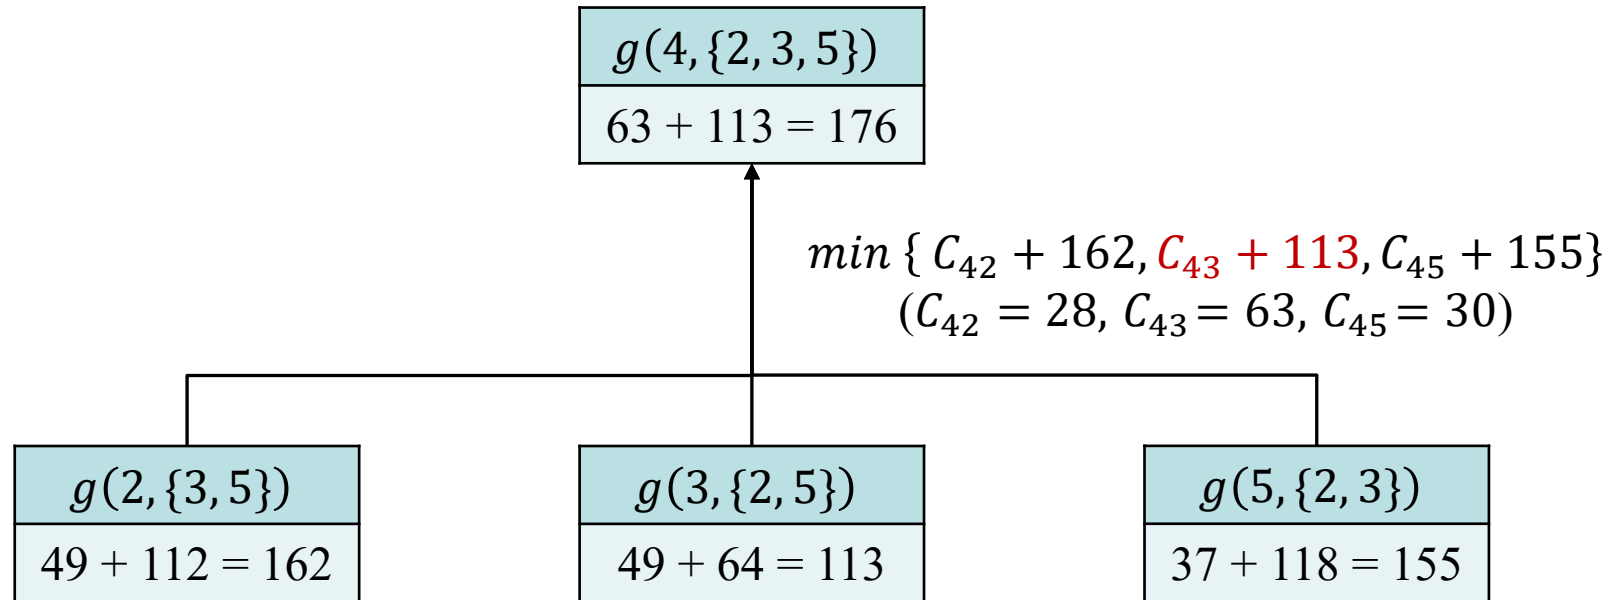 g(4, {2, 3, 5})
63 + 113 = 176
min { C₄₂ + 162, C₄₃ + 113, C₄₅ + 155}
(C₄₂ = 28, C₄₃ = 63, C₄₅ = 30)
g(2, {3, 5})
g(3, {2, 5})
g(5, {2, 3})
49 + 112 = 162
49 + 64 = 113
37 + 118 = 155